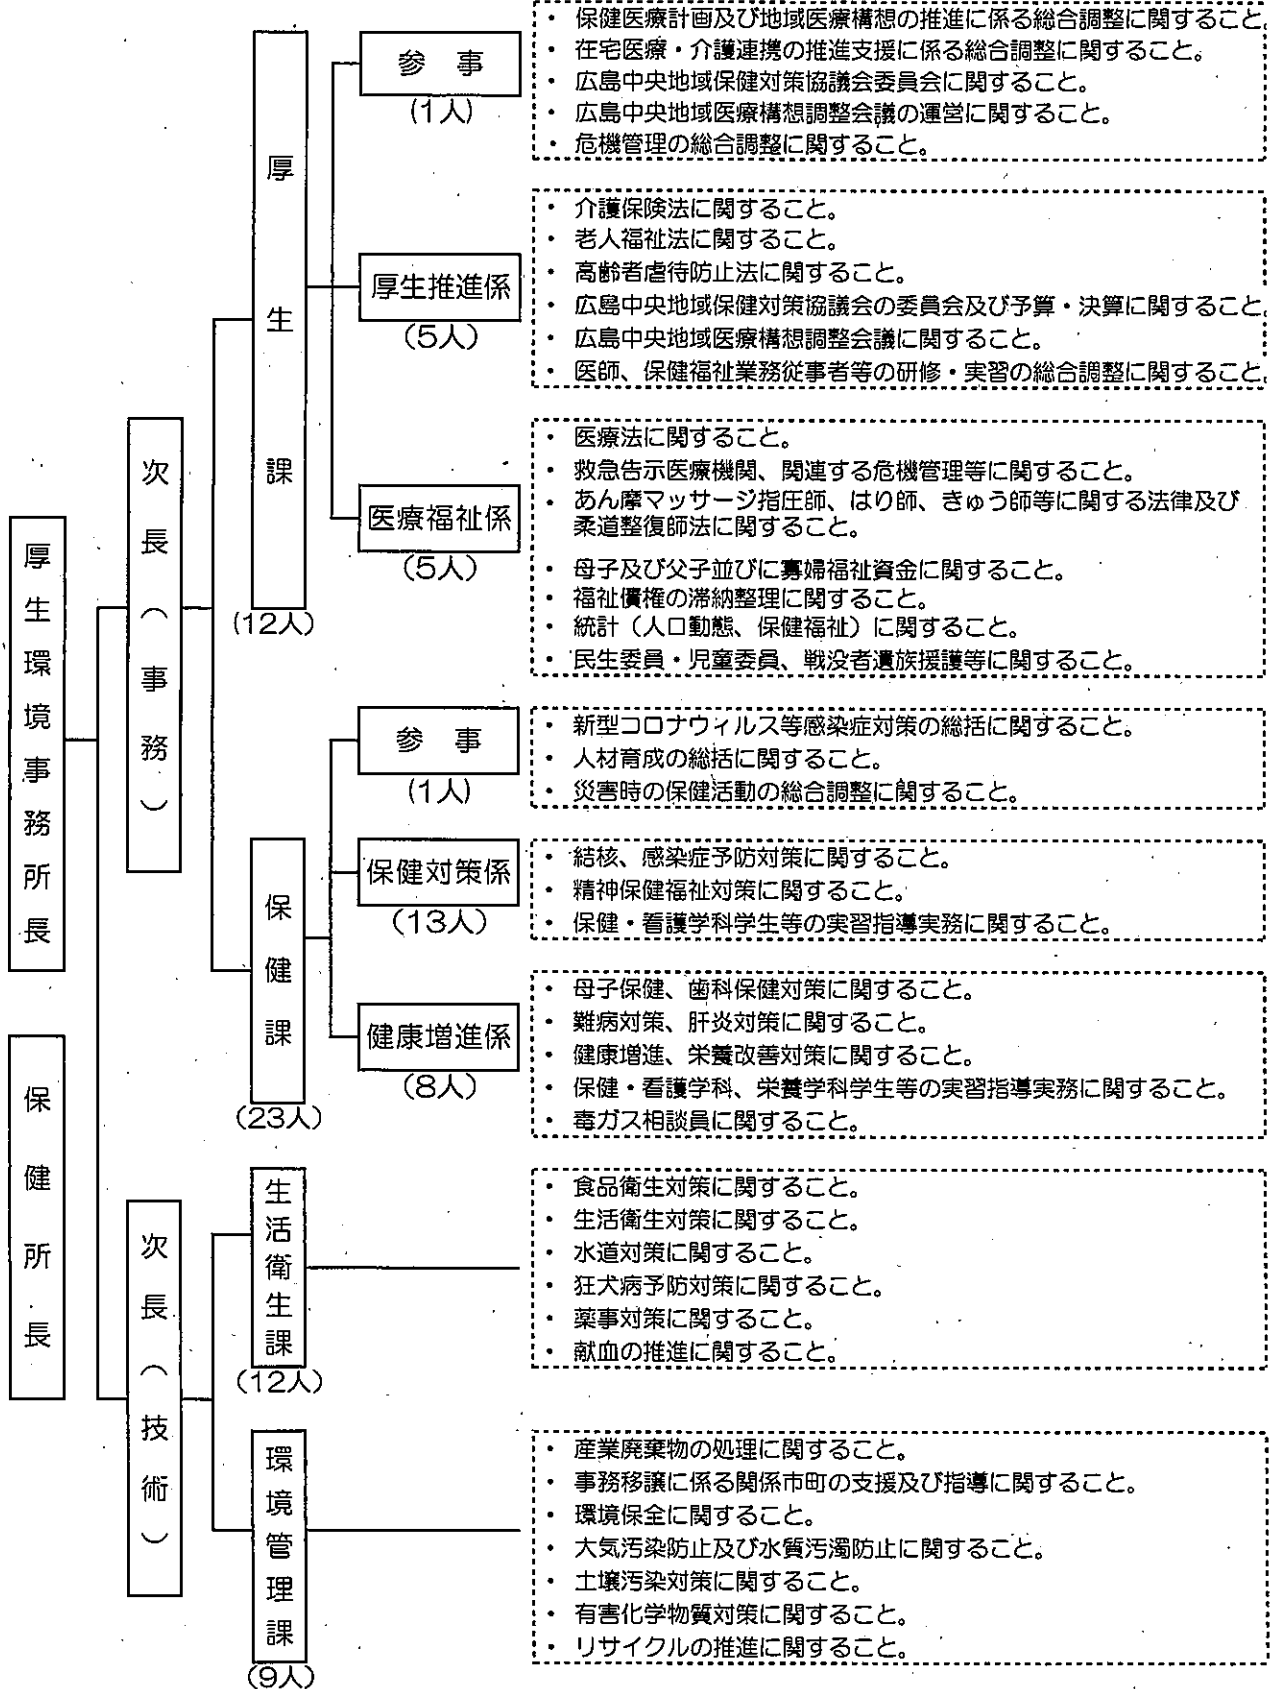 厚生環境事務所長
保健所長
次長（事務）
厚生課
(12人)
参事
(1人)
・ 保健医療計画及び地域医療構想の推進に係る総合調整に関すること。
・ 在宅医療・介護連携の推進支援に係る総合調整に関すること。
・ 広島中央地域保健対策協議会委員会に関すること。
・ 広島中央地域医療構想調整会議の運営に関すること。
・ 危機管理の総合調整に関すること。
厚生推進係
(5人)
・ 介護保険法に関すること。
・ 老人福祉法に関すること。
・ 高齢者虐待防止法に関すること。
・ 広島中央地域保健対策協議会の委員会及び予算・決算に関すること。
・ 広島中央地域医療構想調整会議に関すること。
・ 医師、保健福祉業務従事者等の研修・実習の総合調整に関すること。
医療福祉係
(5人)
・ 医療法に関すること。
・ 救急告示医療機関、関連する危機管理等に関すること。
・ あん摩マッサージ指圧師、はり師、きゅう師等に関する法律及び
柔道整復師法に関すること。
・ 母子及び父子並びに寡婦福祉資金に関すること。
・ 福祉債権の滞納整理に関すること。
・ 統計（人口動態、保健福祉）に関すること。
・ 民生委員・児童委員、戦没者遺族援護等に関すること。
保健課
(23人)
参事
(1人)
・ 新型コロナウィルス等感染症対策の総括に関すること。
・ 人材育成の総括に関すること。
・ 災害時の保健活動の総合調整に関すること。
保健対策係
(13人)
・ 結核、感染症予防対策に関すること。
・ 精神保健福祉対策に関すること。
・ 保健・看護学科学生等の実習指導実務に関すること。
健康増進係
(8人)
・ 母子保健、歯科保健対策に関すること。
・ 難病対策、肝炎対策に関すること。
・ 健康増進、栄養改善対策に関すること。
・ 保健・看護学科、栄養学科学生等の実習指導実務に関すること。
・ 毒ガス相談員に関すること。
次長（技術）
生活衛生課
(12人)
・ 食品衛生対策に関すること。
・ 生活衛生対策に関すること。
・ 水道対策に関すること。
・ 狂犬病予防対策に関すること。
・ 薬事対策に関すること。
・ 献血の推進に関すること。
環境管理課
(9人)
・ 産業廃棄物の処理に関すること。
・ 事務移譲に係る関係市町の支援及び指導に関すること。
・ 環境保全に関すること。
・ 大気汚染防止及び水質汚濁防止に関すること。
・ 土壌汚染対策に関すること。
・ 有害化学物質対策に関すること。
・ リサイクルの推進に関すること。